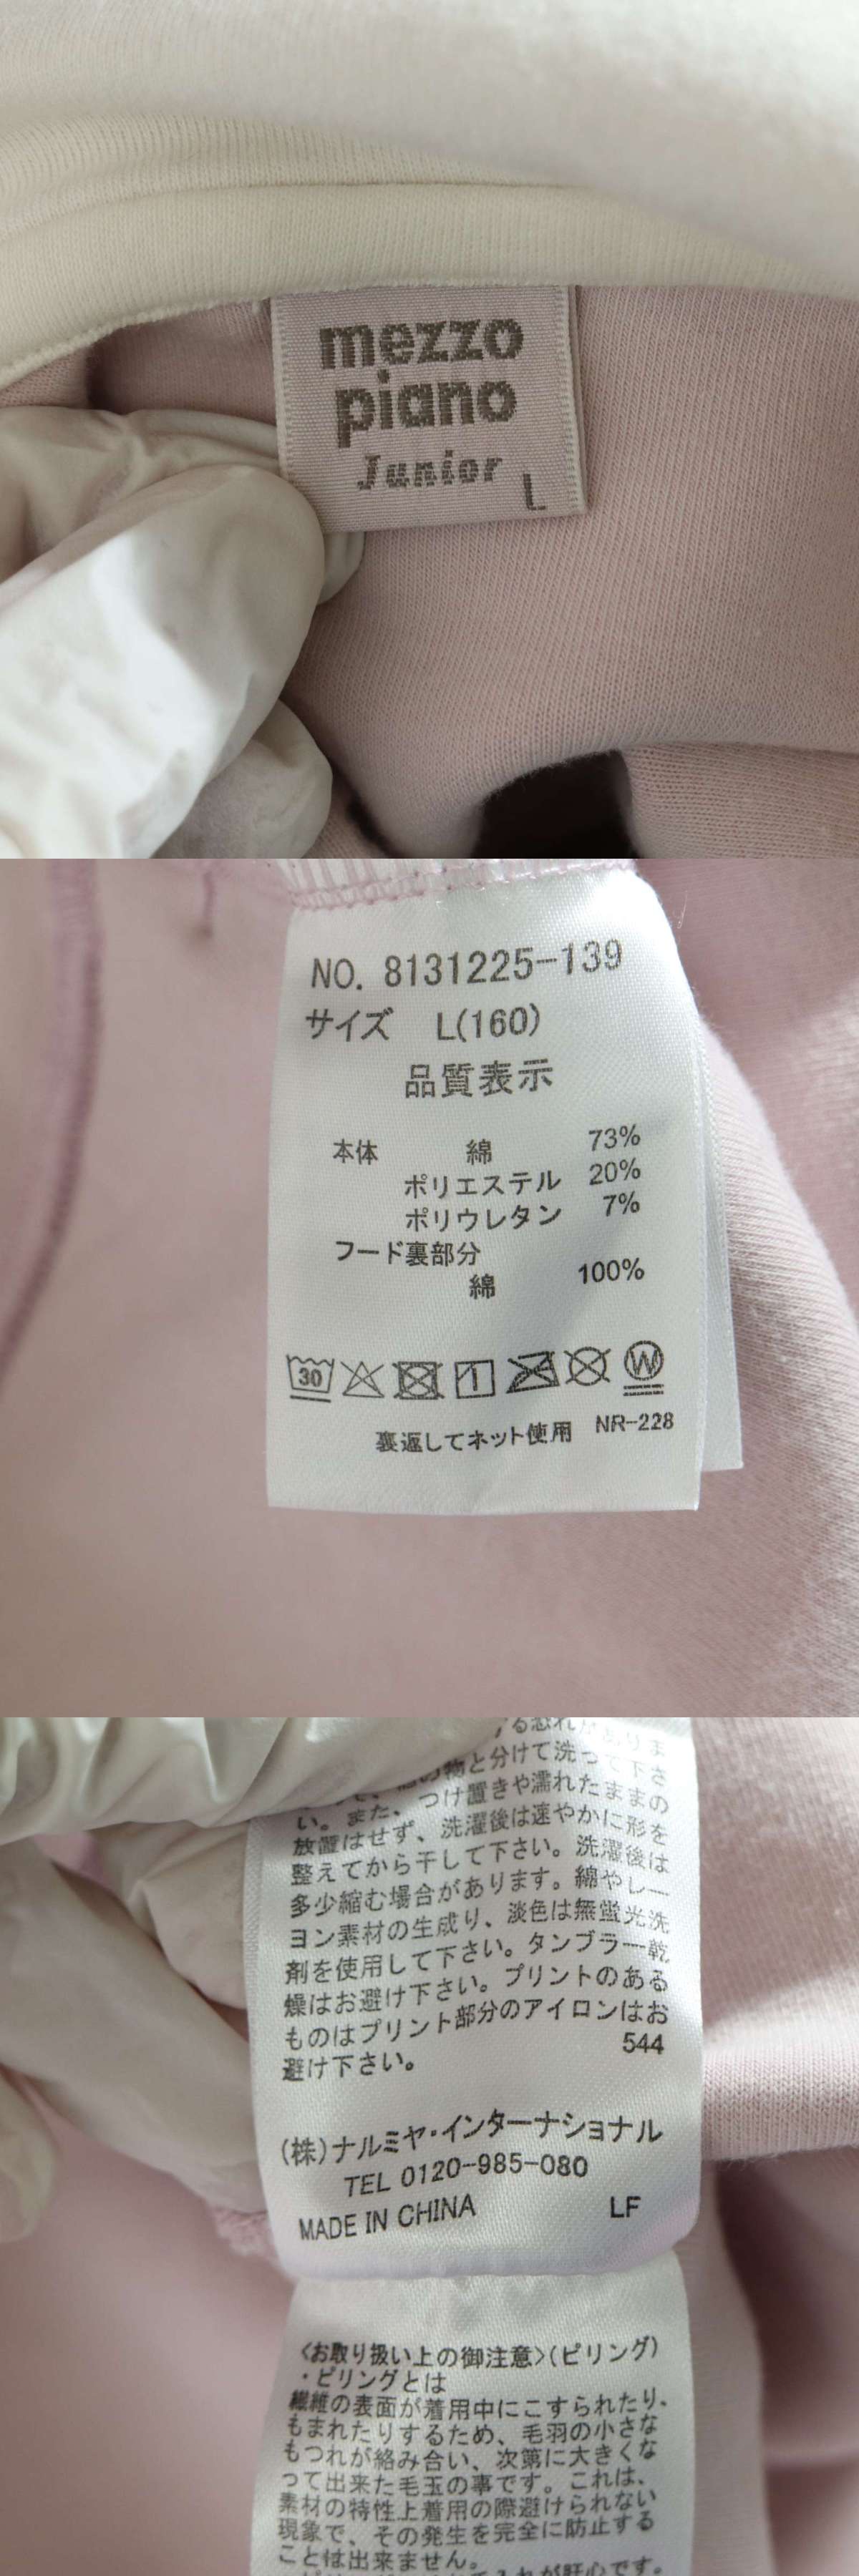 mezzo
piano
Junior
L
NO. 8131225-139
サイズ L(160)
品質表示
本体 綿 73%
ポリエステル 20%
ポリウレタン 7%
フード裏部分
綿 100%
30
W
裏返してネット使用 NR-228
る恐れがありま
物と分けて洗って下さ
い。また、つけ置きや濡れたままの
放置はせず、洗濯後は速やかに形を
整えてから干して下さい。洗濯後は
多少縮む場合があります。綿やレー
ヨン素材の生成り、淡色は無蛍光洗
剤を使用して下さい。タンブラー乾
燥はお避け下さい。プリントのある
ものはプリント部分のアイロンはお
避け下さい。 544
(株)ナルミヤ・インターナショナル
TEL 0120-985-080
MADE IN CHINA LF
〈お取り扱い上の御注意〉(ピリング)
・ピリングとは
繊維の表面が着用中にこすられたり、
もまれたりするため、毛羽の小さな
もつれが絡み合い、次第に大きくな
って出来た毛玉の事です。これは、
素材の特性上着用の際避けられない
現象で、その発生を完全に防止する
ことは出来ません。
入れが肝心です。